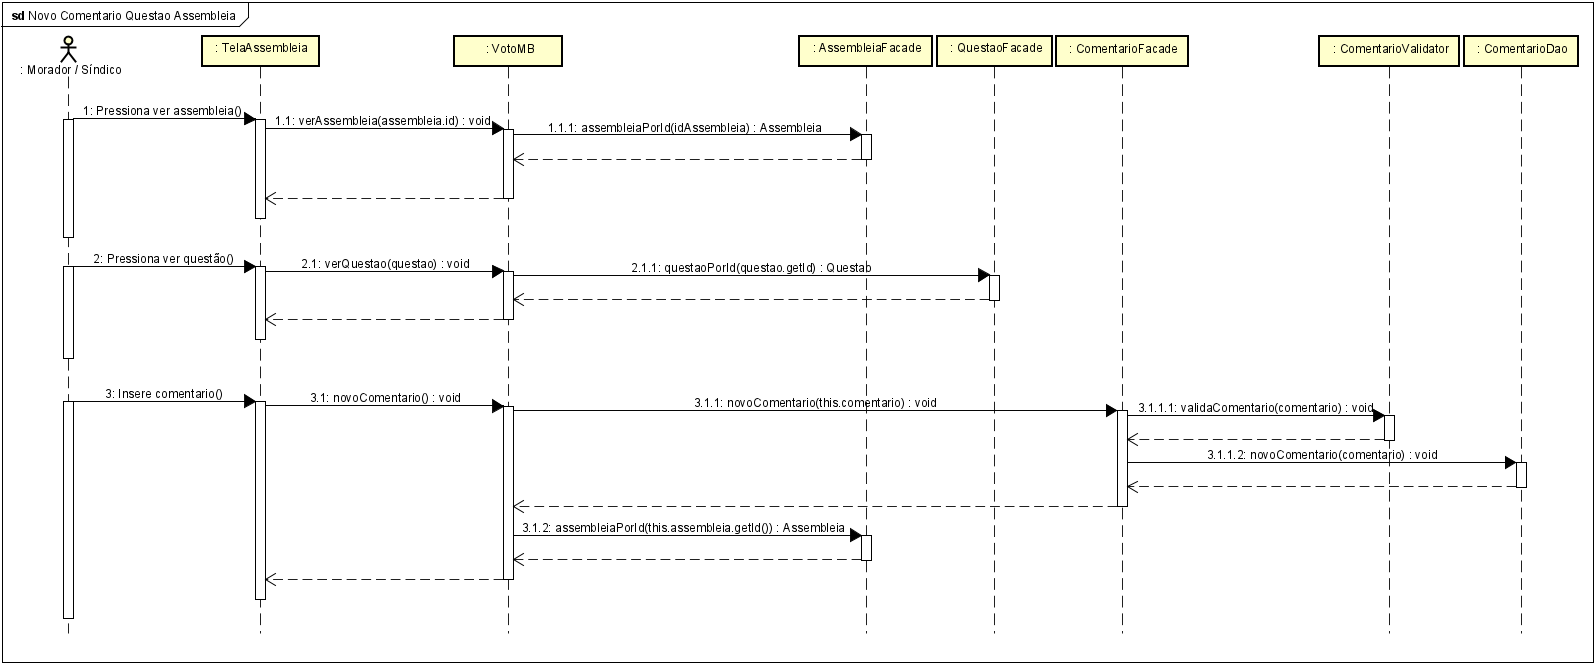 sd Novo Comentario Questao Assembleia
: Morador / Síndico
: TelaAssembleia
: VotoMB
: AssembleiaFacade
: QuestaoFacade
: ComentarioFacade
: ComentarioValidator
: ComentarioDao
1: Pressiona ver assembleia()
1.1: verAssembleia(assembleia.id) : void
1.1.1: assembleiaPorId(idAssembleia) : Assembleia
2: Pressiona ver questão()
2.1: verQuestao(questao) : void
2.1.1: questaoPorId(questao.getId) : Questao
3: Insere comentario()
3.1: novoComentario() : void
3.1.1: novoComentario(this.comentario) : void
3.1.1.1: validaComentario(comentario) : void
3.1.1.2: novoComentario(comentario) : void
3.1.2: assembleiaPorId(this.assembleia.getId()) : Assembleia